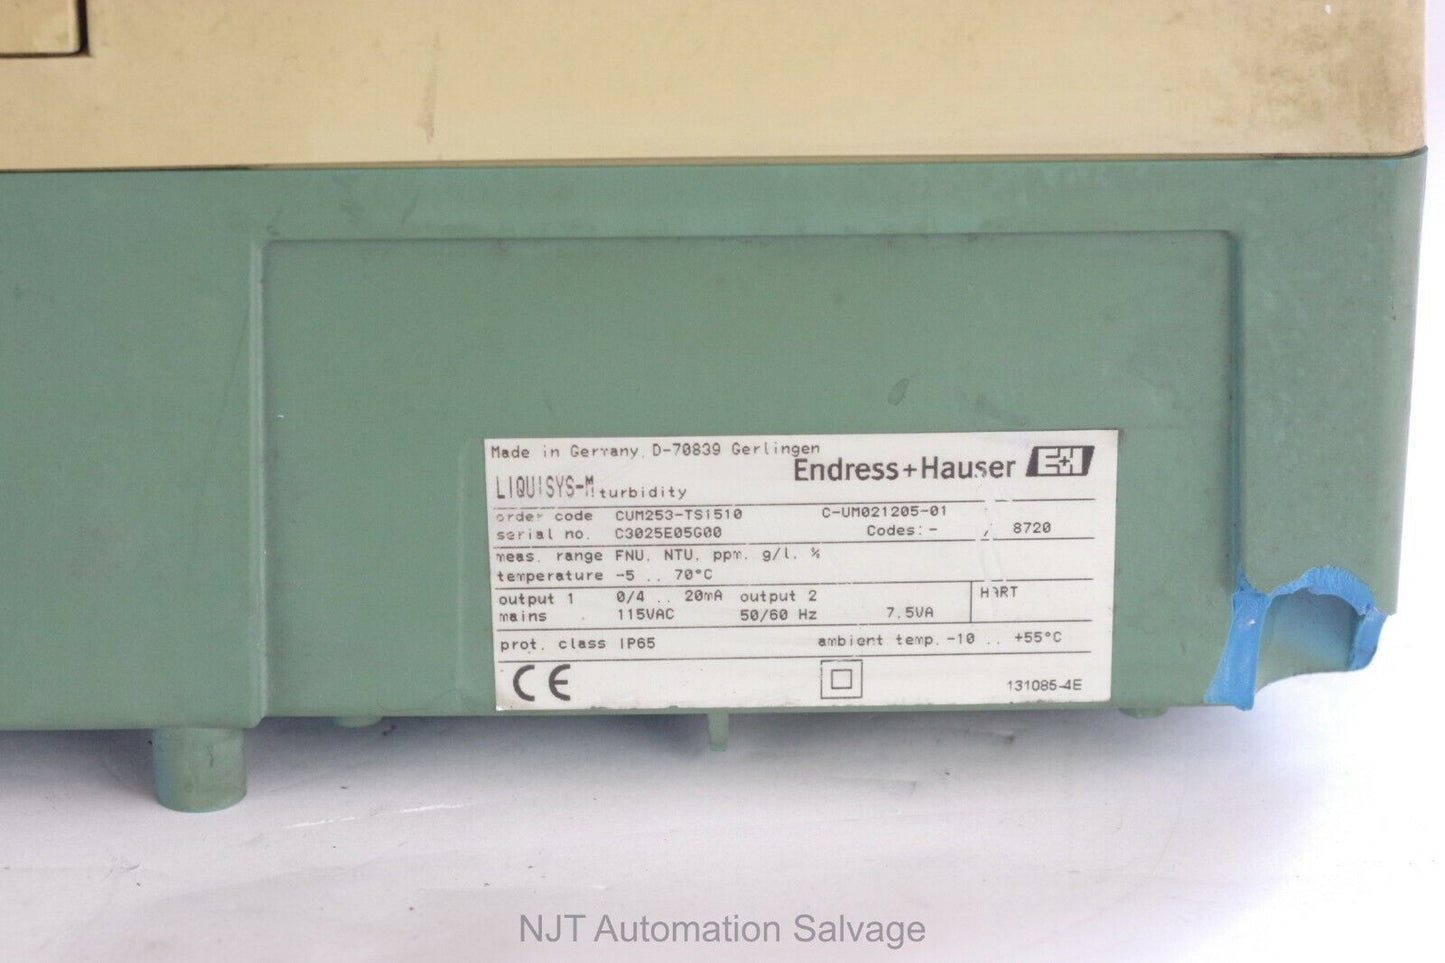 Made in Germany, D-70839 Gerlingen
Endress+Hauser E+H
LIQUISYS-M turbidity
order code CUM253-TS1510 C-UM021205-01
serial no. C3025E05G00 Codes: - / 8720
meas. range FNU, NTU, ppm, g/l, %
temperature -5 .. 70°C
output 1 0/4 .. 20mA output 2 HART
mains 115VAC 50/60 Hz 7.5VA
prot. class IP65 ambient temp. -10 .. +55°C
CE 131085-4E
NJT Automation Salvage